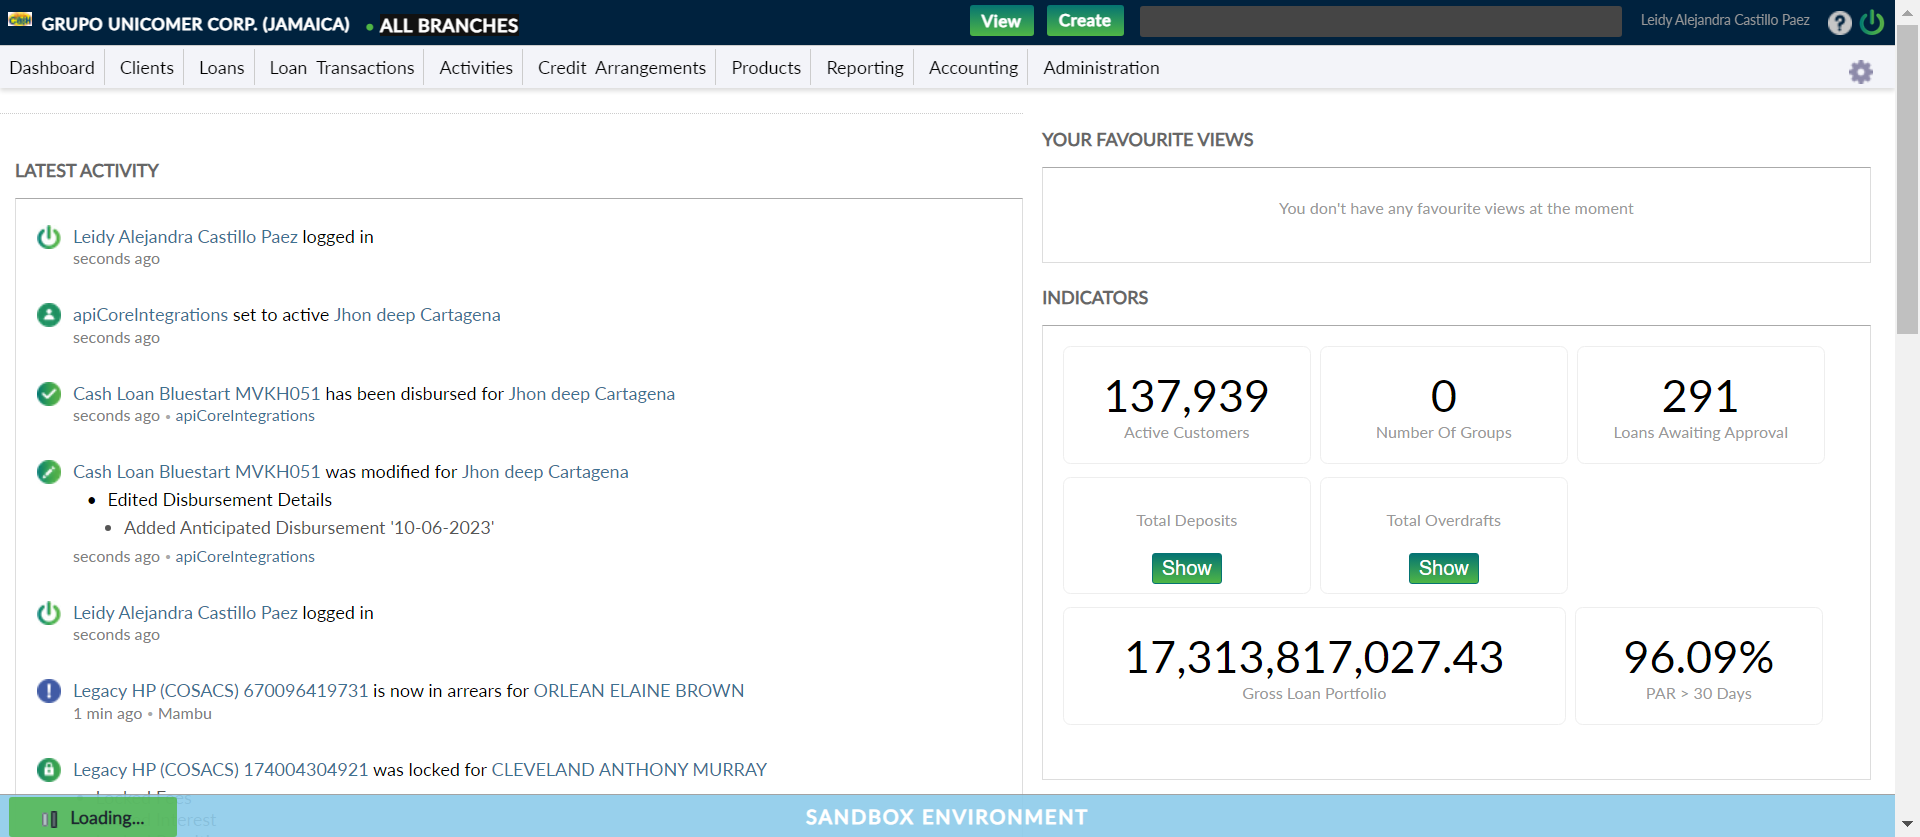 GRUPO UNICOMER CORP. (JAMAICA) • ALL BRANCHES
View
Create
Leidy Alejandra Castillo Paez
?
Dashboard
Clients
Loans
Loan Transactions
Activities
Credit Arrangements
Products
Reporting
Accounting
Administration
LATEST ACTIVITY
Leidy Alejandra Castillo Paez logged in
seconds ago
apiCoreIntegrations set to active Jhon deep Cartagena
seconds ago
Cash Loan Bluestart MVKH051 has been disbursed for Jhon deep Cartagena
seconds ago • apiCoreIntegrations
Cash Loan Bluestart MVKH051 was modified for Jhon deep Cartagena
• Edited Disbursement Details
• Added Anticipated Disbursement '10-06-2023'
seconds ago • apiCoreIntegrations
Leidy Alejandra Castillo Paez logged in
seconds ago
Legacy HP (COSACS) 670096419731 is now in arrears for ORLEAN ELAINE BROWN
1 min ago • Mambu
Legacy HP (COSACS) 174004304921 was locked for CLEVELAND ANTHONY MURRAY
YOUR FAVOURITE VIEWS
You don't have any favourite views at the moment
INDICATORS
137,939
Active Customers
0
Number Of Groups
291
Loans Awaiting Approval
Total Deposits
Show
Total Overdrafts
Show
17,313,817,027.43
Gross Loan Portfolio
96.09%
PAR > 30 Days
Loading...
SANDBOX ENVIRONMENT